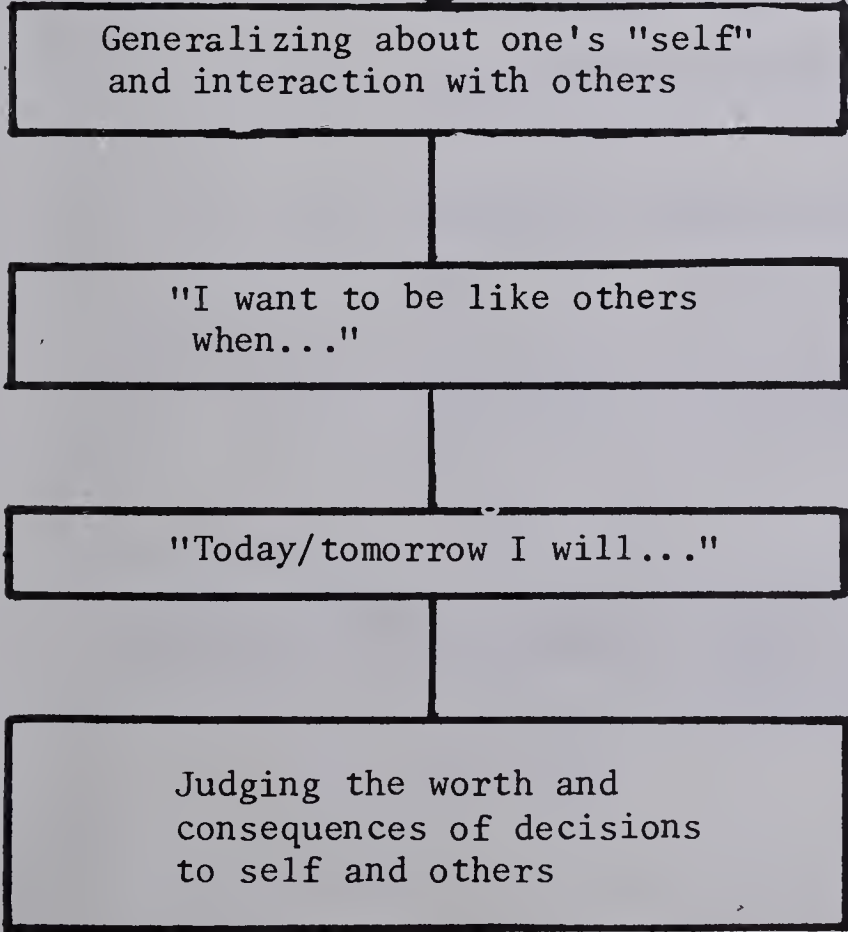 Generalizing about one's "self"
and interaction with others
"I want to be like others
when..."
"Today/tomorrow I will..."
Judging the worth and
consequences of decisions
to self and others